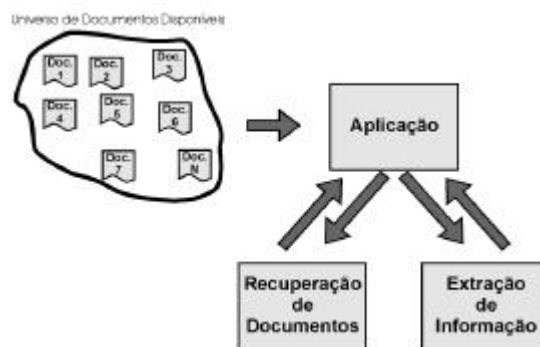 Universo de Documentos Disponíveis
Doc.
1
Doc.
2
Doc.
3
Doc.
4
Doc.
5
Doc.
6
Doc.
7
Doc.
N
Aplicação
Recuperação
de
Documentos
Extração
de
Informação